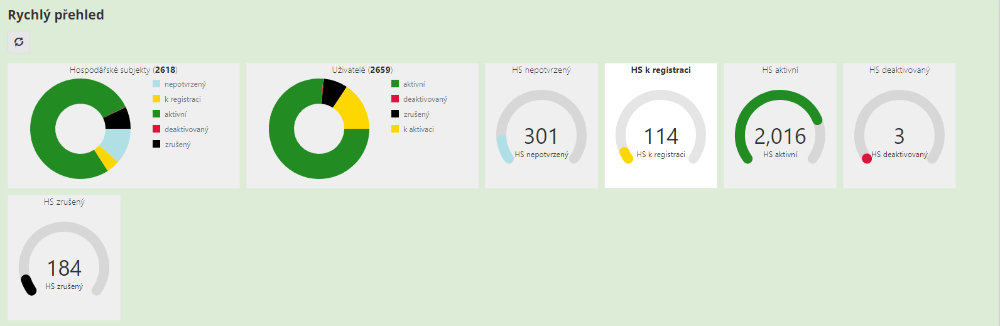 Rychlý přehled
Hospodářské subjekty (2618)
nepotvrzený
k registraci
aktivní
deaktivovaný
zrušený
Uživatelé (2659)
aktivní
deaktivovaný
zrušený
k aktivaci
HS nepotvrzený
301
HS nepotvrzený
HS k registraci
114
HS k registraci
HS aktivní
2,016
HS aktivní
HS deaktivovaný
3
HS deaktivovaný
HS zrušený
184
HS zrušený